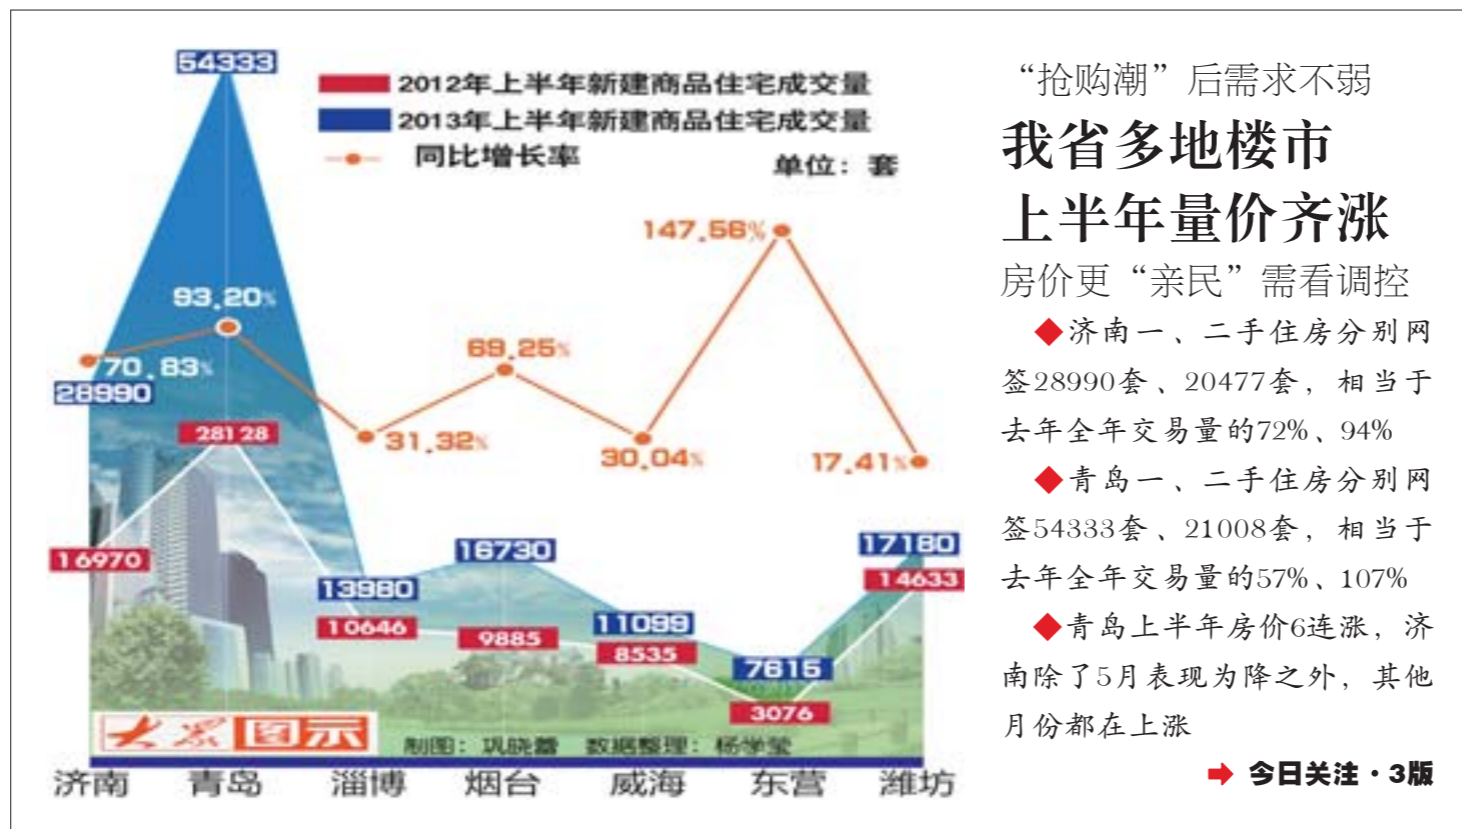 54333
2012年上半年新建商品住宅成交量
2013年上半年新建商品住宅成交量
同比增长率
单位：套
147.56%
93.20%
70.83%
69.25%
28990
28128
31.32%
30.04%
17.41%
16970
13980
16730
17180
14633
10646
9885
11099
8535
7615
3076
大众图示
制图：巩晓蕾 数据整理：杨学莹
济南 青岛 淄博 烟台 威海 东营 潍坊
“抢购潮”后需求不弱
我省多地楼市
上半年量价齐涨
房价更“亲民”需看调控
◆济南一、二手住房分别网
签28990套、20477套，相当于
去年全年交易量的72%、94%
◆青岛一、二手住房分别网
签54333套、21008套，相当于
去年全年交易量的57%、107%
◆青岛上半年房价6连涨，济
南除了5月表现为降之外，其他
月份都在上涨
➡ 今日关注·3版